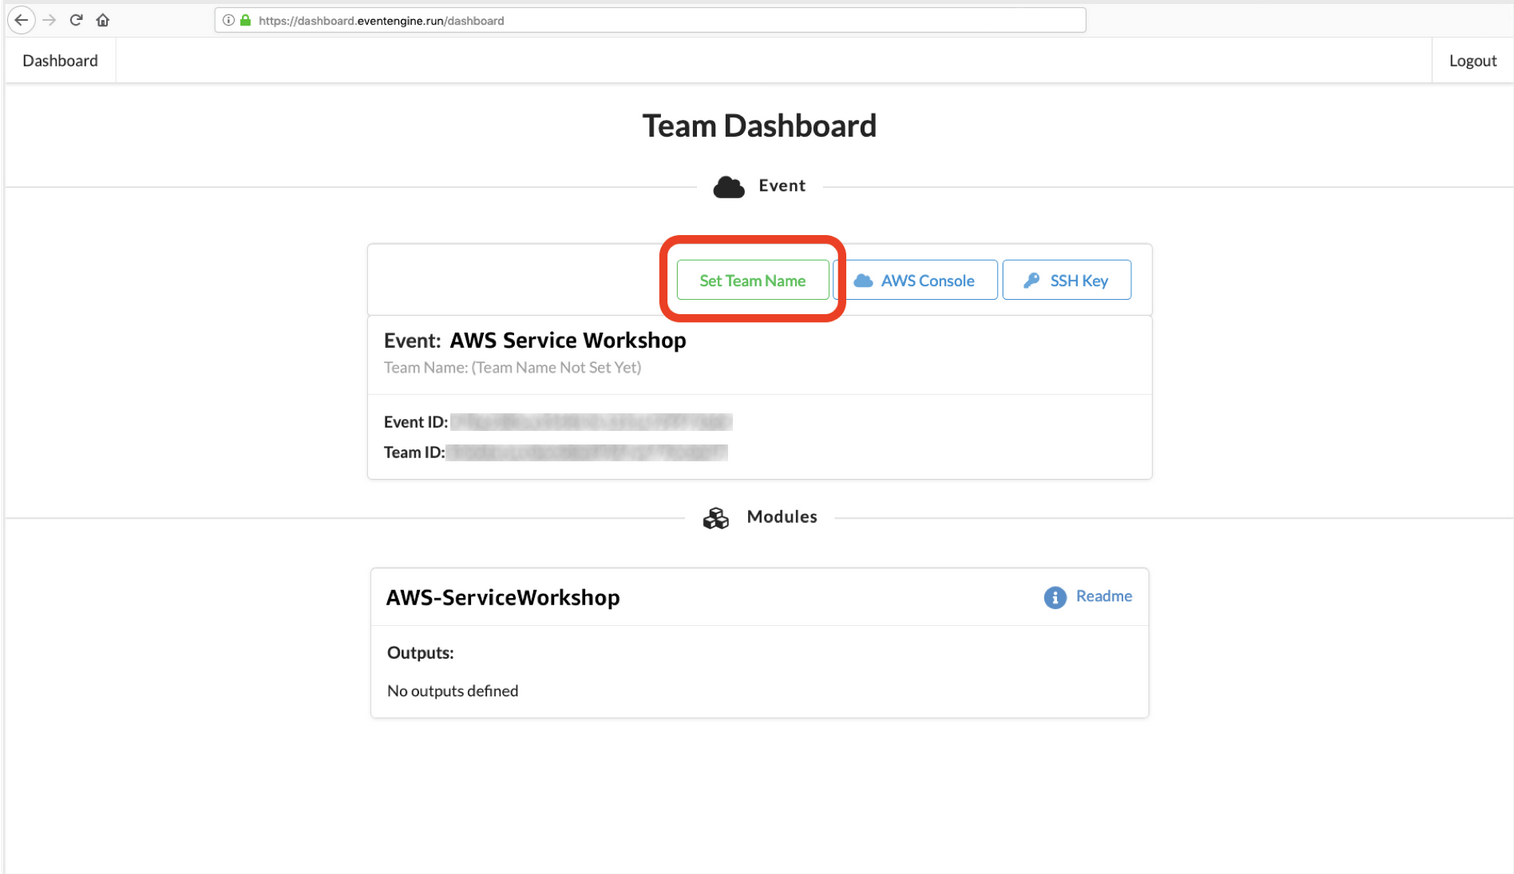 https://dashboard.eventengine.run/dashboard
Dashboard
Logout
Team Dashboard
Event
Set Team Name
AWS Console
SSH Key
Event: AWS Service Workshop
Team Name: (Team Name Not Set Yet)
Event ID:
Team ID:
Modules
AWS-ServiceWorkshop
Readme
Outputs:
No outputs defined